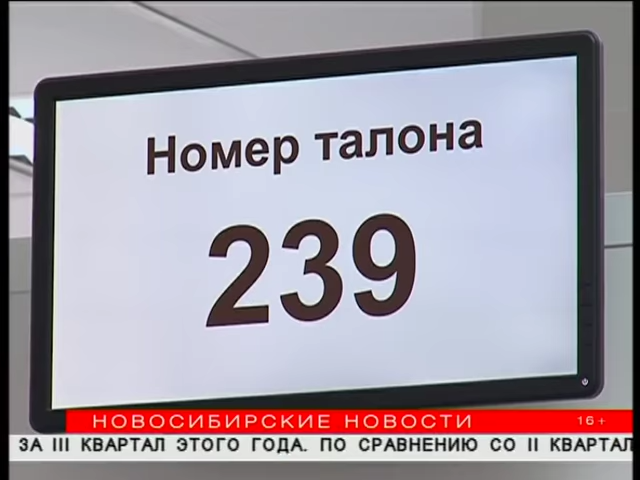 Номер талона
239
НОВОСИБИРСКИЕ НОВОСТИ 16+
ЗА III КВАРТАЛ ЭТОГО ГОДА. ПО СРАВНЕНИЮ СО II КВАРТАЛ